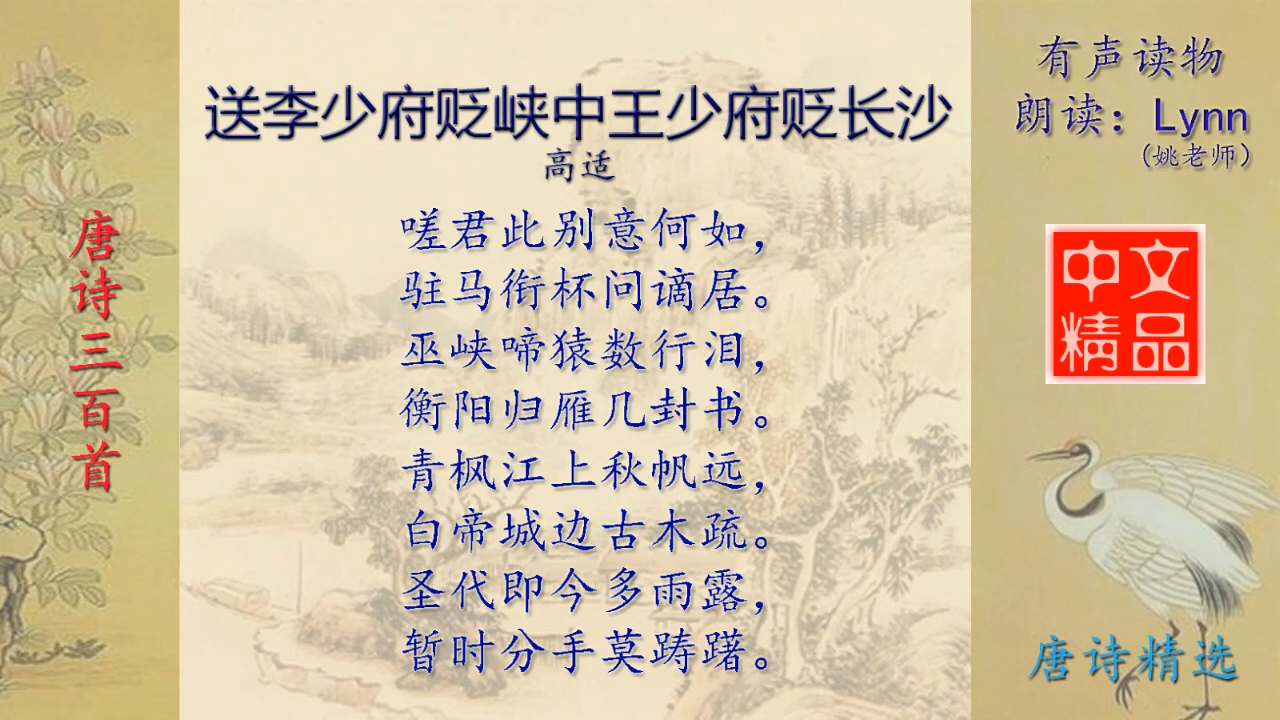 送李少府贬峡中王少府贬长沙
高适
嗟君此别意何如，
驻马衔杯问谪居。
巫峡啼猿数行泪，
衡阳归雁几封书。
青枫江上秋帆远，
白帝城边古木疏。
圣代即今多雨露，
暂时分手莫踌躇。
唐诗三百首
有声读物
朗读：Lynn
（姚老师）
中文
精品
唐诗精选